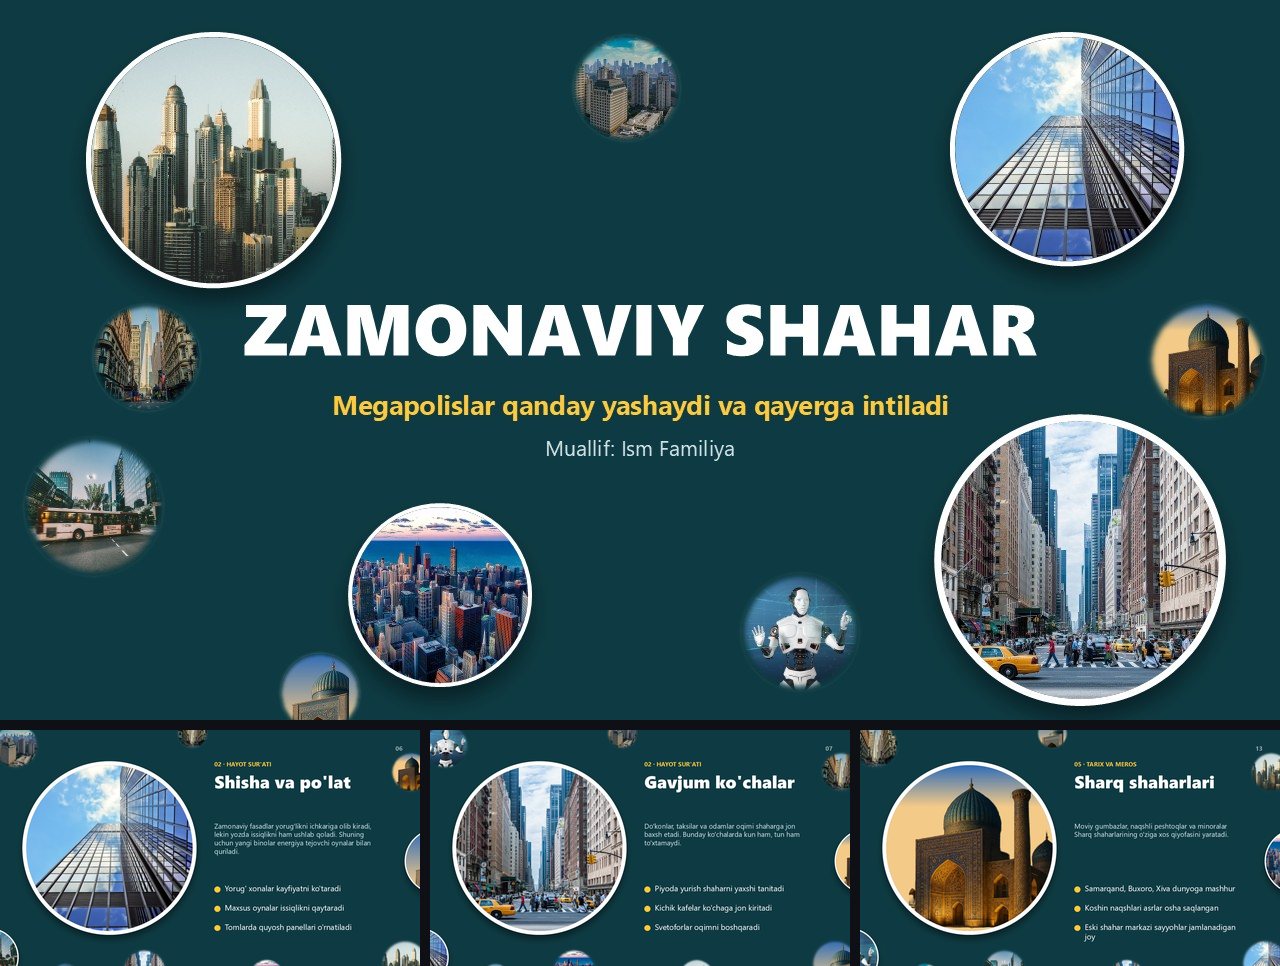 ZAMONAVIY SHAHAR
Megapolislar qanday yashaydi va qayerga intiladi
Muallif: Ism Familiya
06
02 · HAYOT SUR'ATI
Shisha va po'lat
Zamonaviy fasadlar yorug'likni ichkariga olib kiradi,
lekin yozda issiqlikni ham ushlab qoladi. Shuning
uchun yangi binolar energiya tejovchi oynalar bilan
quriladi.
Yorug' xonalar kayfiyatni ko'taradi
Maxsus oynalar issiqlikni qaytaradi
Tomlarda quyosh panellari o'rnatiladi
07
02 · HAYOT SUR'ATI
Gavjum ko'chalar
Do'konlar, taksilar va odamlar oqimi shaharga jon
baxsh etadi. Bunday ko'chalarda kun ham, tun ham
to'xtamaydi.
Piyoda yurish shaharni yaxshi tanitadi
Kichik kafelar ko'chaga jon kiritadi
Svetoforlar oqimni boshqaradi
13
05 · TARIX VA MEROS
Sharq shaharlari
Moviy gumbazlar, naqshli peshtoqlar va minoralar
Sharq shaharlarining o'ziga xos qiyofasini yaratadi.
Samarqand, Buxoro, Xiva dunyoga mashhur
Koshin naqshlari asrlar osha saqlangan
Eski shahar markazi sayyohlar jamlanadigan
joy